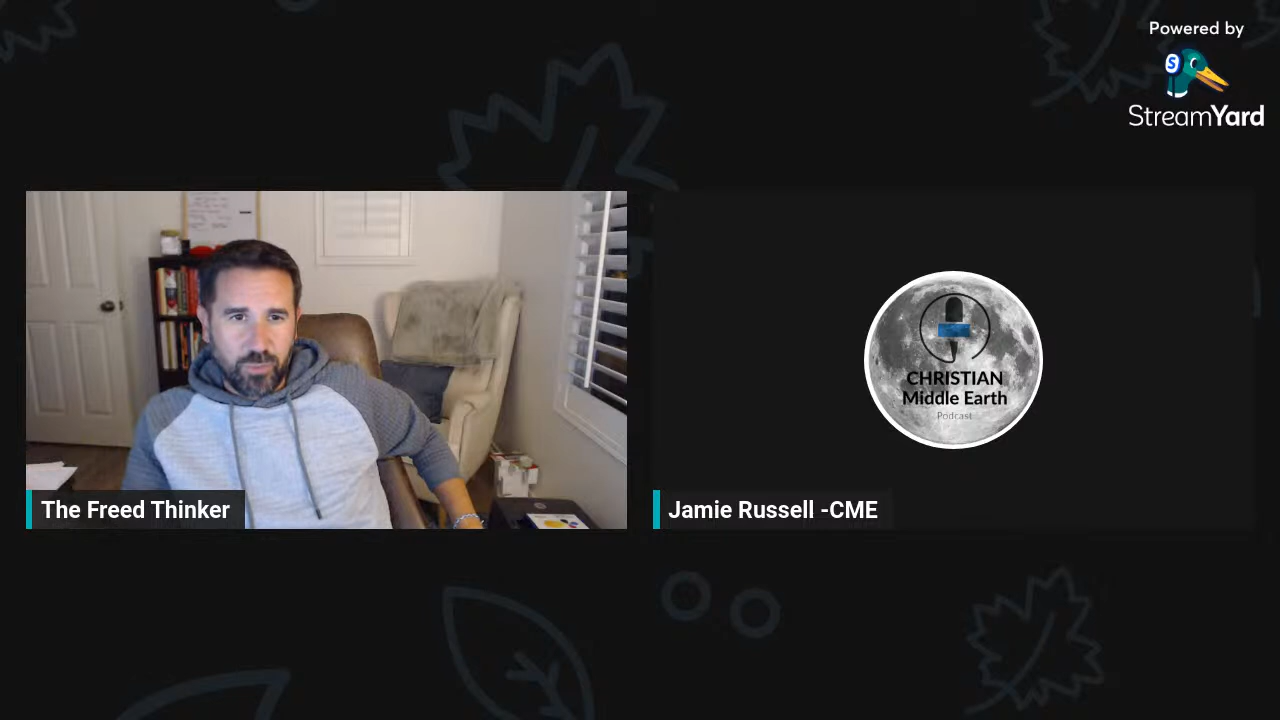 Powered by
S
StreamYard
CHRISTIAN
Middle Earth
Podcast
The Freed Thinker
Jamie Russell -CME